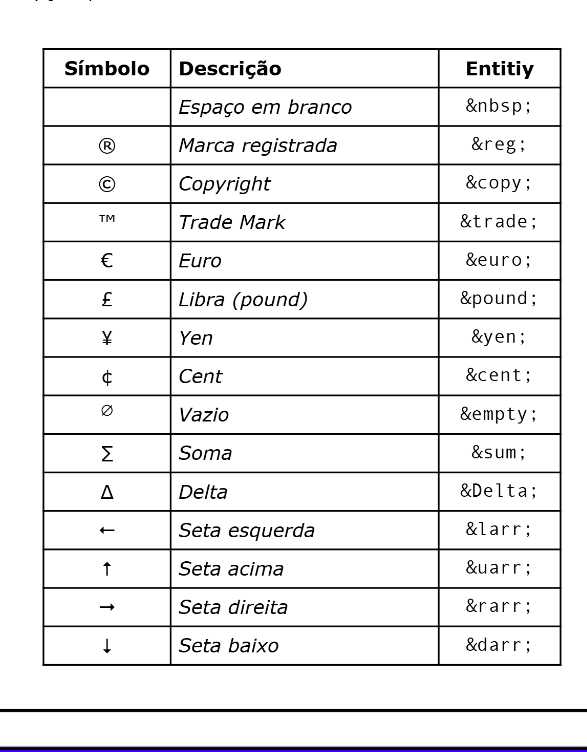 Símbolo Descrição Entitiy
Espaço em branco &nbsp;
® Marca registrada &reg;
© Copyright &copy;
™ Trade Mark &trade;
€ Euro &euro;
£ Libra (pound) &pound;
¥ Yen &yen;
¢ Cent &cent;
∅ Vazio &empty;
∑ Soma &sum;
Δ Delta &Delta;
← Seta esquerda &larr;
↑ Seta acima &uarr;
→ Seta direita &rarr;
↓ Seta baixo &darr;